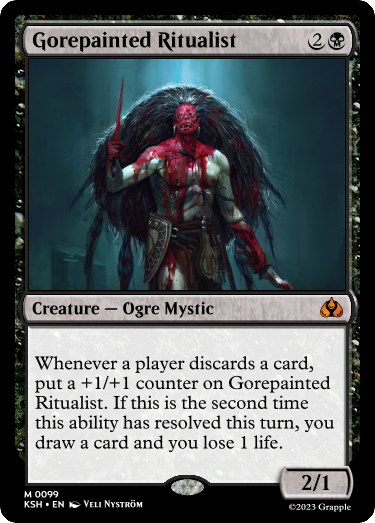 Gorepainted Ritualist 2
Creature — Ogre Mystic
Whenever a player discards a card,
put a +1/+1 counter on Gorepainted
Ritualist. If this is the second time
this ability has resolved this turn, you
draw a card and you lose 1 life.
2/1
M 0099
KSH • EN Veli Nyström
©2023 Grapple